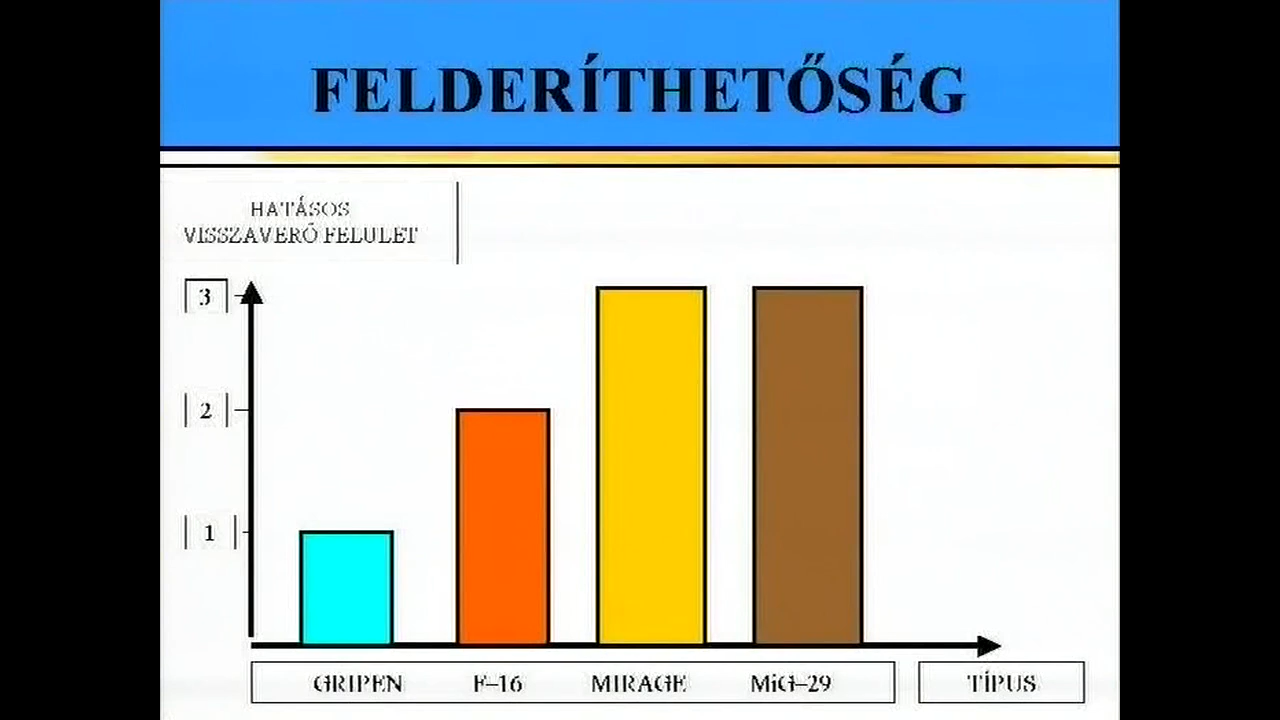 FELDERÍTHETŐSÉG
HATÁSOS
VISSZAVERŐ FELULET
3
2
1
GRIPEN F–16 MIRAGE MiG–29 TÍPUS